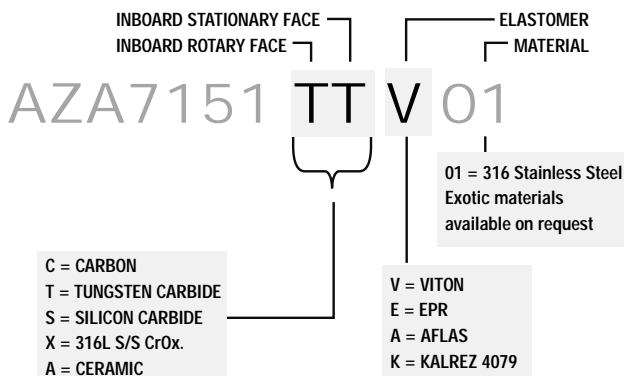 INBOARD STATIONARY FACE
INBOARD ROTARY FACE
ELASTOMER
MATERIAL
AZA7151 TT V 01
01 = 316 Stainless Steel
Exotic materials
available on request
C = CARBON
T = TUNGSTEN CARBIDE
S = SILICON CARBIDE
X = 316L S/S CrOx.
A = CERAMIC
V = VITON
E = EPR
A = AFLAS
K = KALREZ 4079